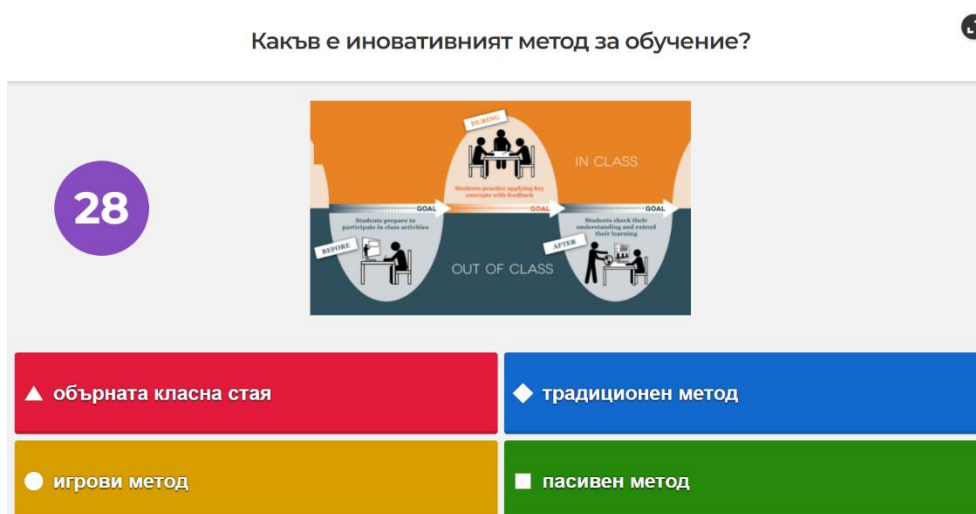 Какъв е иновативният метод за обучение?
28
DURING
IN CLASS
Students practice applying key
concepts with feedback
GOAL
GOAL
GOAL
Students prepare to
participate in class activities
Students check their
understanding and extend
their learning
BEFORE
AFTER
OUT OF CLASS
обърната класна стая
традиционен метод
игрови метод
пасивен метод